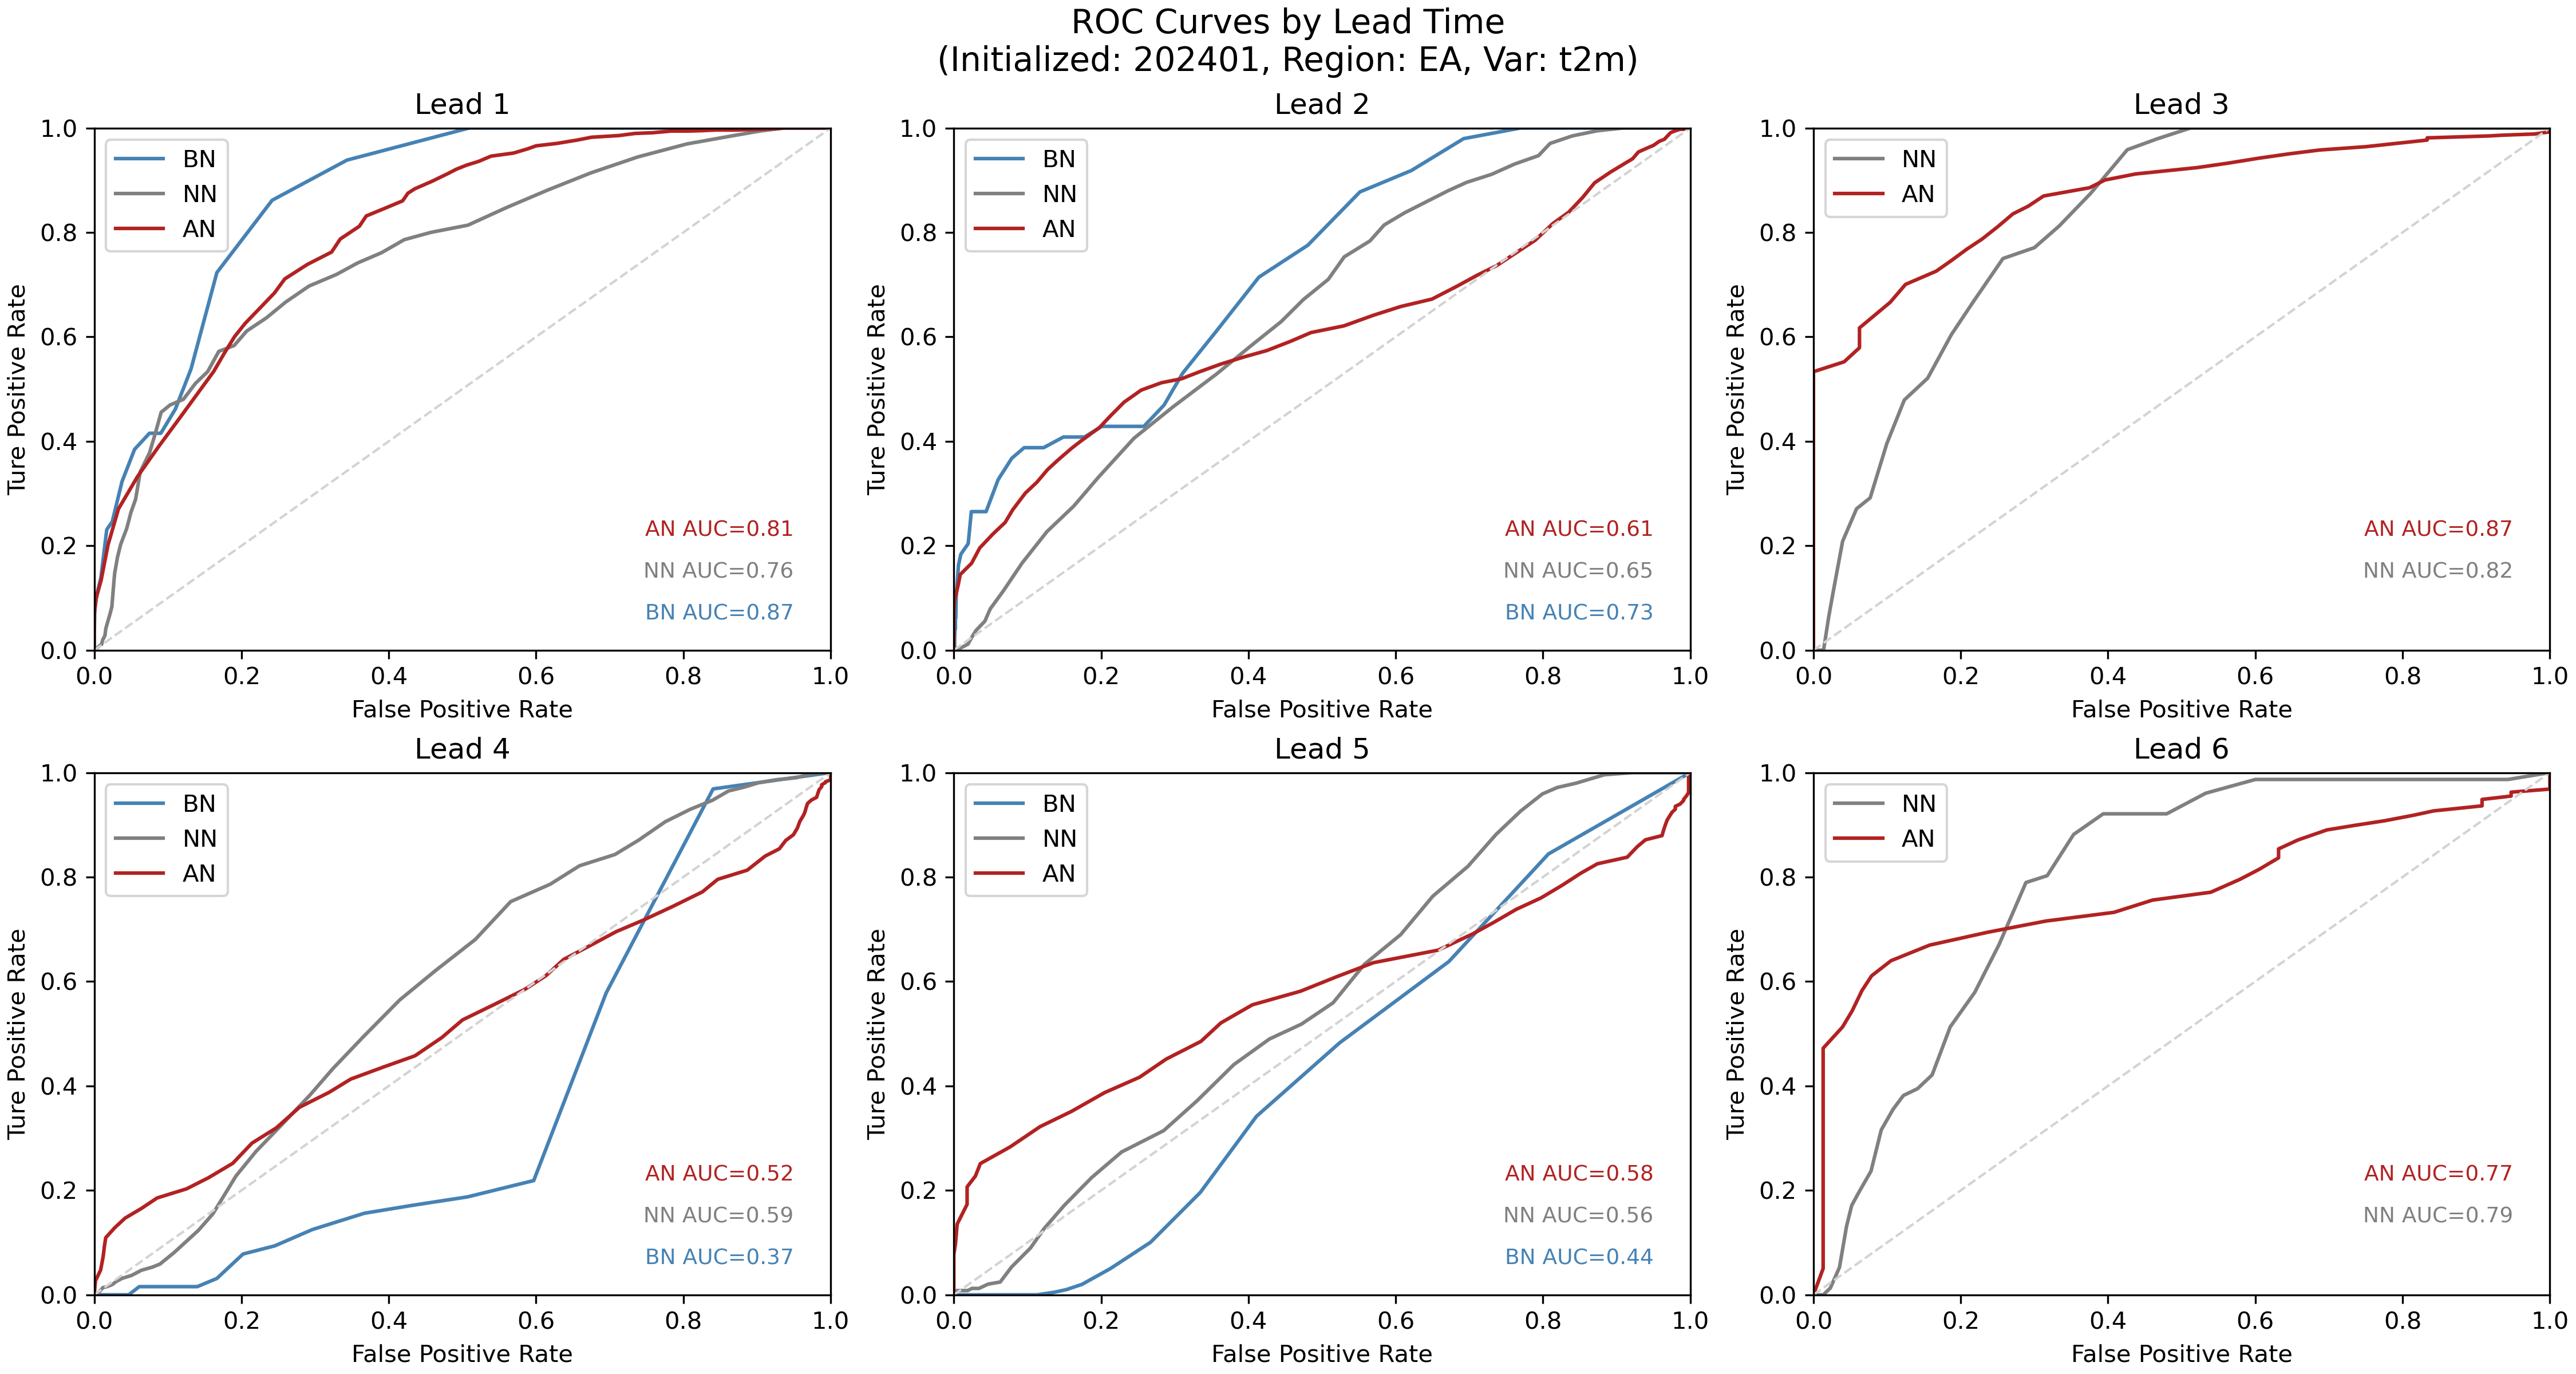 ROC Curves by Lead Time
(Initialized: 202401, Region: EA, Var: t2m)
Lead 1
1.0
0.8
0.6
0.4
0.2
0.0
Ture Positive Rate
BN
NN
AN
AN AUC=0.81
NN AUC=0.76
BN AUC=0.87
0.0 0.2 0.4 0.6 0.8 1.0
False Positive Rate
Lead 2
1.0
0.8
0.6
0.4
0.2
0.0
Ture Positive Rate
BN
NN
AN
AN AUC=0.61
NN AUC=0.65
BN AUC=0.73
0.0 0.2 0.4 0.6 0.8 1.0
False Positive Rate
Lead 3
1.0
0.8
0.6
0.4
0.2
0.0
Ture Positive Rate
NN
AN
AN AUC=0.87
NN AUC=0.82
0.0 0.2 0.4 0.6 0.8 1.0
False Positive Rate
Lead 4
1.0
0.8
0.6
0.4
0.2
0.0
Ture Positive Rate
BN
NN
AN
AN AUC=0.52
NN AUC=0.59
BN AUC=0.37
0.0 0.2 0.4 0.6 0.8 1.0
False Positive Rate
Lead 5
1.0
0.8
0.6
0.4
0.2
0.0
Ture Positive Rate
BN
NN
AN
AN AUC=0.58
NN AUC=0.56
BN AUC=0.44
0.0 0.2 0.4 0.6 0.8 1.0
False Positive Rate
Lead 6
1.0
0.8
0.6
0.4
0.2
0.0
Ture Positive Rate
NN
AN
AN AUC=0.77
NN AUC=0.79
0.0 0.2 0.4 0.6 0.8 1.0
False Positive Rate